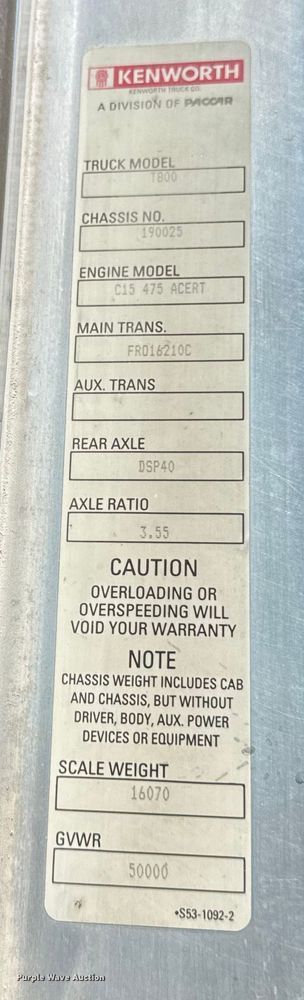 KENWORTH
KENWORTH TRUCK CO.
A DIVISION OF PACCAR
TRUCK MODEL
T800
CHASSIS NO.
190025
ENGINE MODEL
C15 475 ACERT
MAIN TRANS.
FRO16210C
AUX. TRANS
REAR AXLE
DSP40
AXLE RATIO
3.55
CAUTION
OVERLOADING OR
OVERSPEEDING WILL
VOID YOUR WARRANTY
NOTE
CHASSIS WEIGHT INCLUDES CAB
AND CHASSIS, BUT WITHOUT
DRIVER, BODY, AUX. POWER
DEVICES OR EQUIPMENT
SCALE WEIGHT
16070
GVWR
50000
•S53-1092-2
Purple Wave Auction